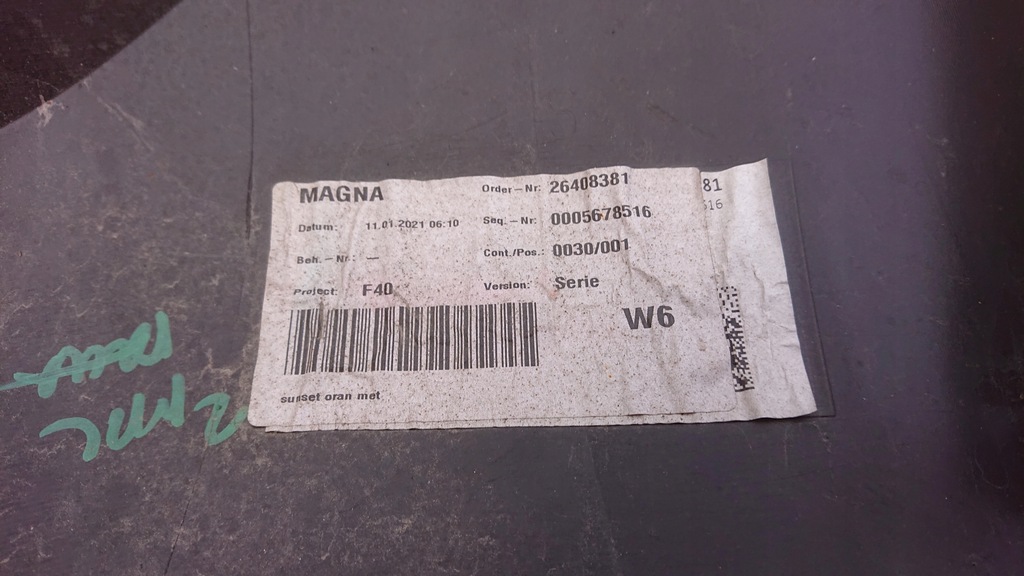 MAGNA Order-Nr: 26408381 81
Datum: 11.01.2021 06:10 Seq.-Nr: 0005678516 516
Beh.-Nr.: — Cont./Pos.: 0030/001
Project: F40 Version: Serie
W6
sunset oran met